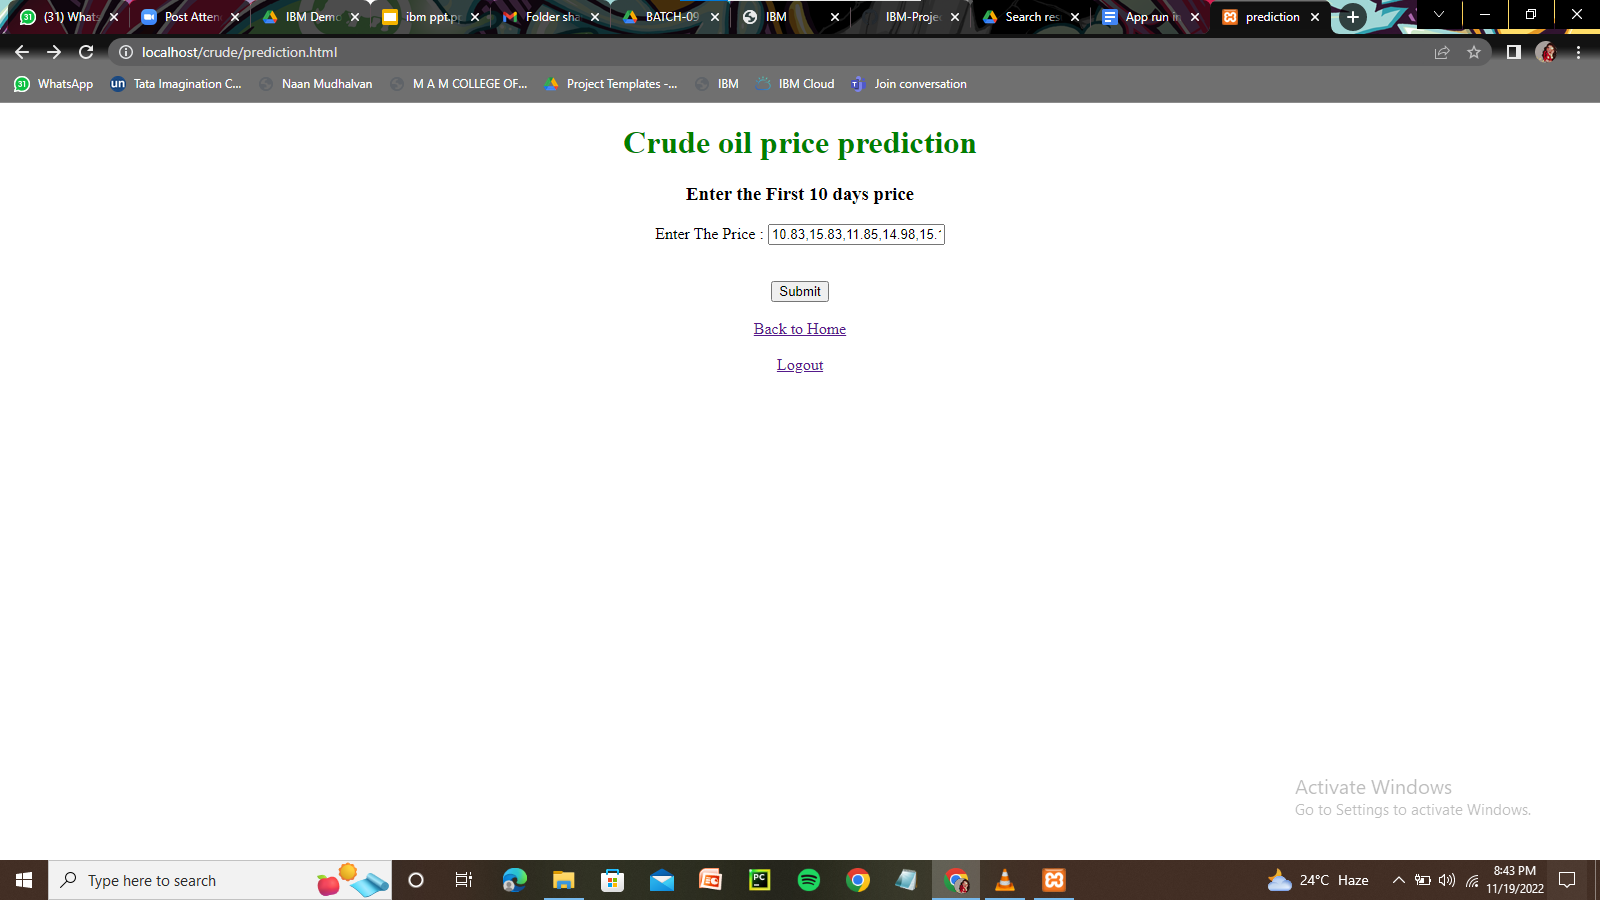 (31) Whats
Post Atten
IBM Demo
ibm ppt.p
Folder sha
BATCH-09
IBM
IBM-Proje
Search res
App run i
prediction
localhost/crude/prediction.html
31 WhatsApp
un Tata Imagination C...
Naan Mudhalvan
M A M COLLEGE OF...
Project Templates -...
IBM
IBM Cloud
Join conversation
Crude oil price prediction
Enter the First 10 days price
Enter The Price : 10.83,15.83,11.85,14.98,15.
Submit
Back to Home
Logout
Activate Windows
Go to Settings to activate Windows.
Type here to search
PC
24°C Haze
8:43 PM
11/19/2022